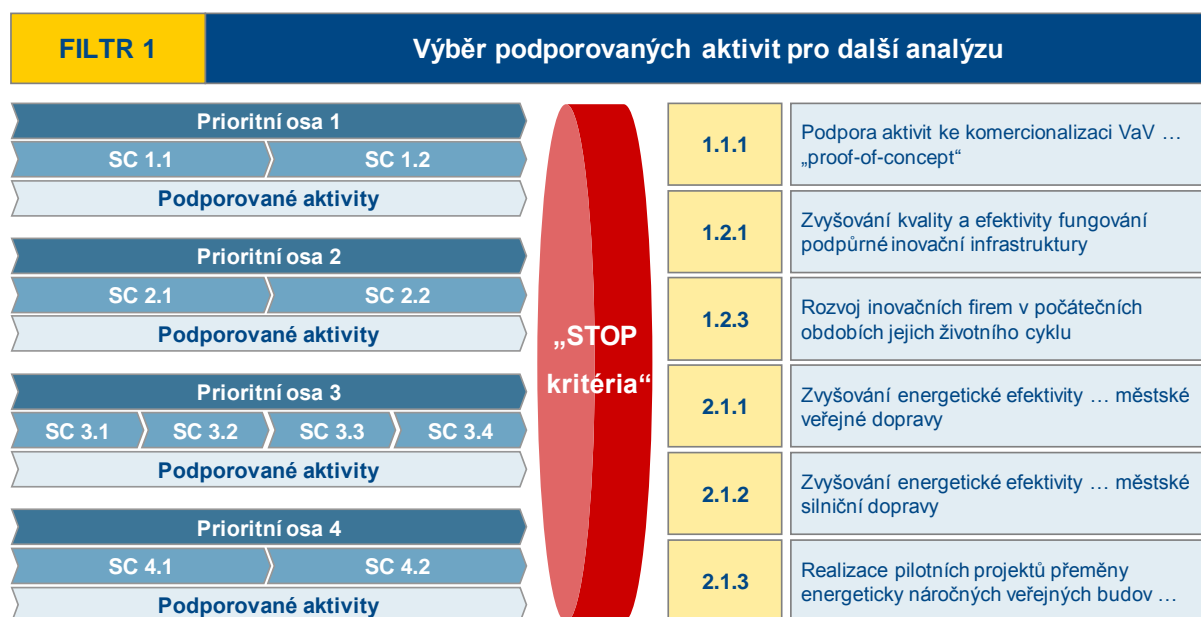 FILTR 1
Výběr podporovaných aktivit pro další analýzu
Prioritní osa 1
SC 1.1
SC 1.2
Podporované aktivity
Prioritní osa 2
SC 2.1
SC 2.2
Podporované aktivity
Prioritní osa 3
SC 3.1
SC 3.2
SC 3.3
SC 3.4
Podporované aktivity
Prioritní osa 4
SC 4.1
SC 4.2
Podporované aktivity
„STOP
kritéria“
1.1.1
Podpora aktivit ke komercionalizaci VaV …
„proof-of-concept“
1.2.1
Zvyšování kvality a efektivity fungování
podpůrné inovační infrastruktury
1.2.3
Rozvoj inovačních firem v počátečních
obdobích jejich životního cyklu
2.1.1
Zvyšování energetické efektivity … městské
veřejné dopravy
2.1.2
Zvyšování energetické efektivity … městské
silniční dopravy
2.1.3
Realizace pilotních projektů přeměny
energeticky náročných veřejných budov …